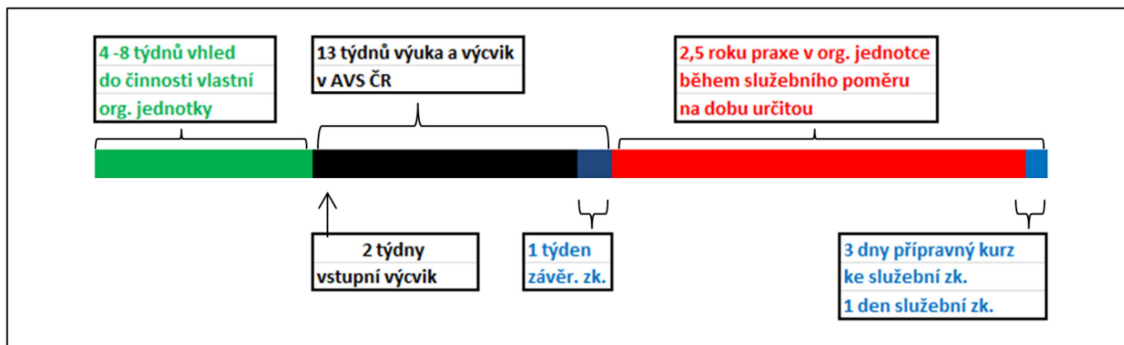 4 -8 týdnů vhled
do činnosti vlastní
org. jednotky
13 týdnů výuka a výcvik
v AVS ČR
2,5 roku praxe v org. jednotce
během služebního poměru
na dobu určitou
2 týdny
vstupní výcvik
1 týden
závěr. zk.
3 dny přípravný kurz
ke služební zk.
1 den služební zk.